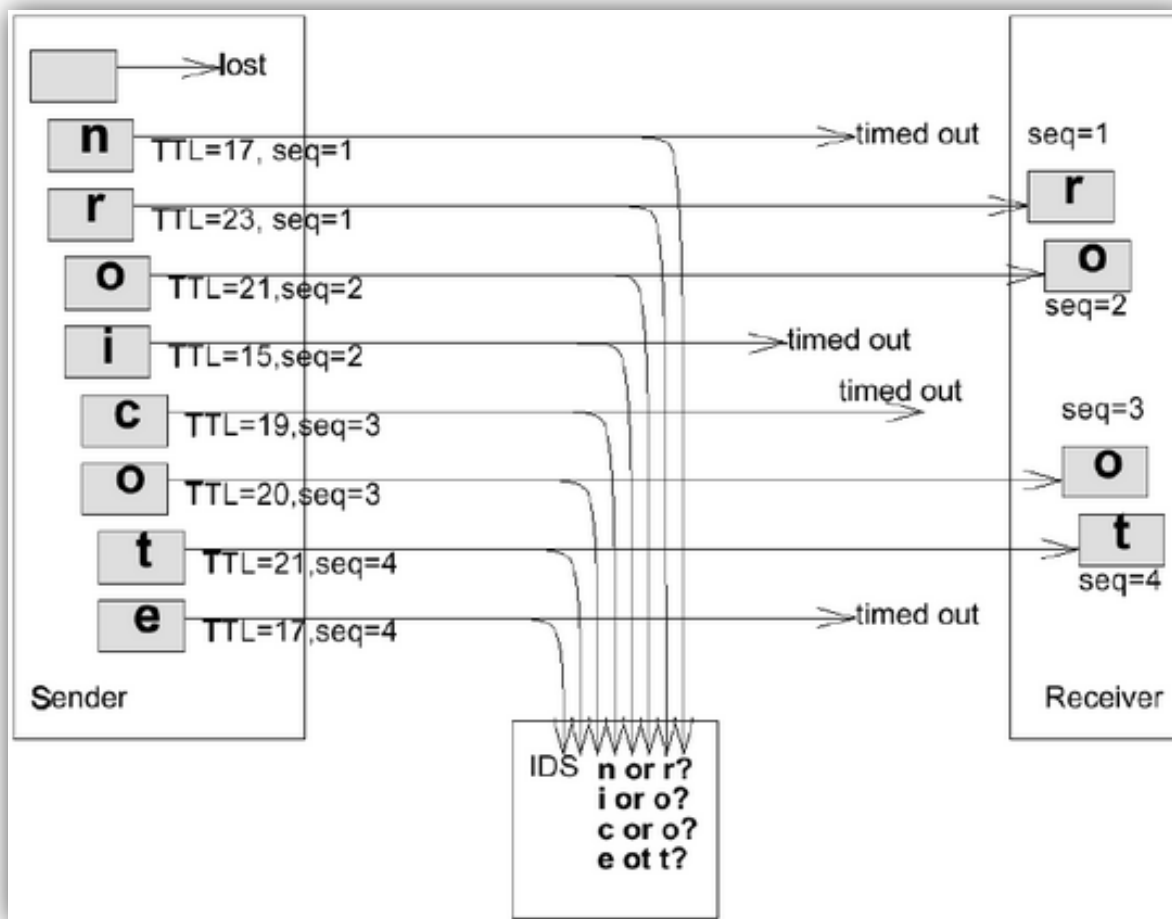 lost
n TTL=17, seq=1 timed out seq=1
r TTL=23, seq=1 r
o TTL=21,seq=2 o
seq=2
i TTL=15,seq=2 timed out
c TTL=19,seq=3 timed out seq=3
o TTL=20,seq=3 o
t TTL=21,seq=4 t
seq=4
e TTL=17,seq=4 timed out
Sender Receiver
IDS n or r?
i or o?
c or o?
e ot t?